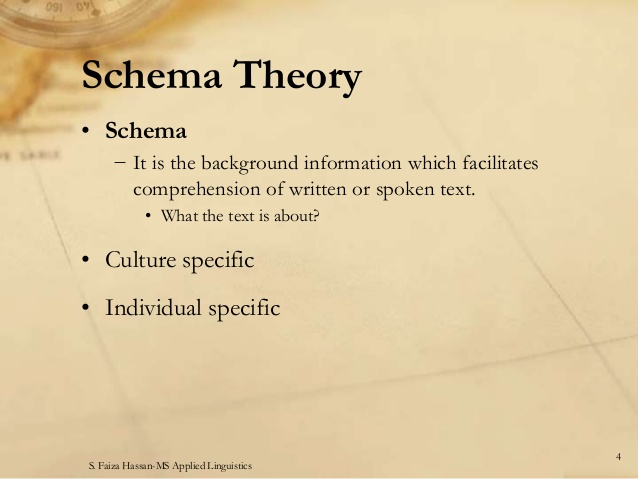 Schema Theory
• Schema
– It is the background information which facilitates
comprehension of written or spoken text.
• What the text is about?
• Culture specific
• Individual specific
S. Faiza Hassan-MS Applied Linguistics
4